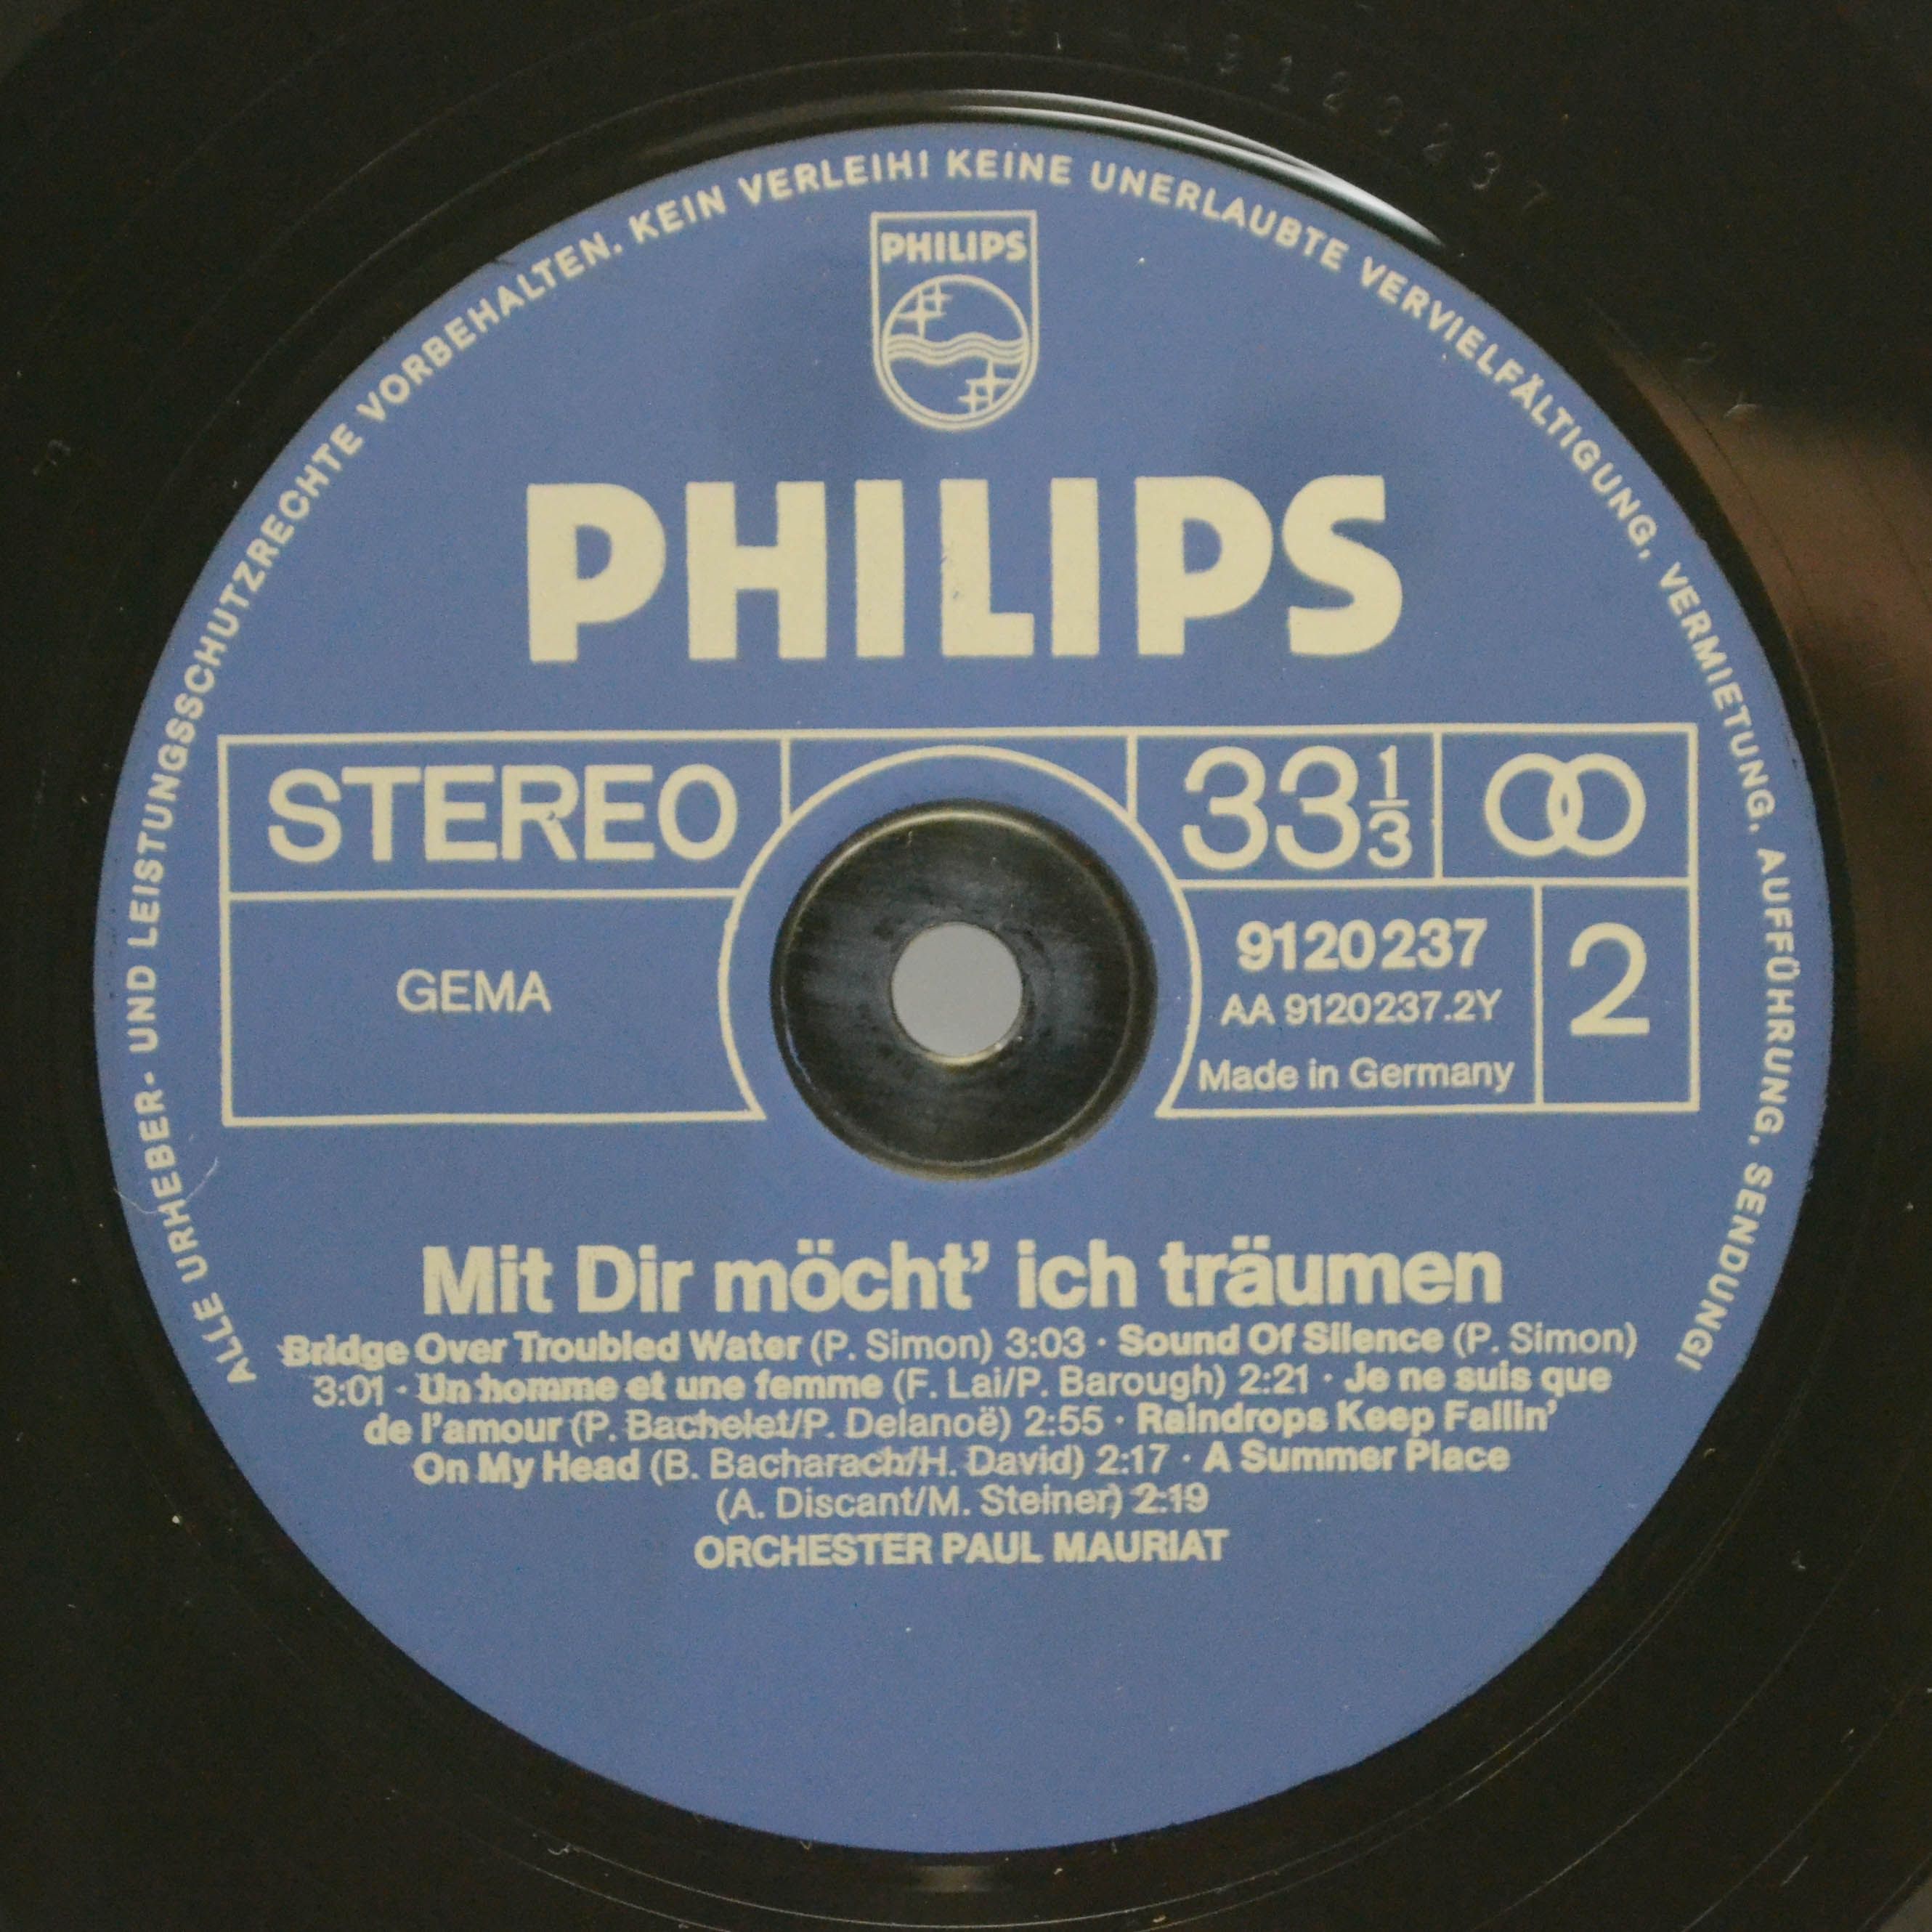 ALLE URHEBER- UND LEISTUNGSSCHUTZRECHTE VORBEHALTEN. KEIN VERLEIH! KEINE UNERLAUBTE VERVIELFÄLTIGUNG, VERMIETUNG, AUFFÜHRUNG, SENDUNG!
PHILIPS
PHILIPS
STEREO
33 1/3
GEMA
9120237
AA 9120237.2Y
Made in Germany
2
Mit Dir möcht' ich träumen
Bridge Over Troubled Water (P. Simon) 3:03 · Sound Of Silence (P. Simon)
3:01 · Un homme et une femme (F. Lai/P. Barough) 2:21 · Je ne suis que
de l'amour (P. Bachelet/P. Delanoë) 2:55 · Raindrops Keep Fallin'
On My Head (B. Bacharach/H. David) 2:17 · A Summer Place
(A. Discant/M. Steiner) 2:19
ORCHESTER PAUL MAURIAT